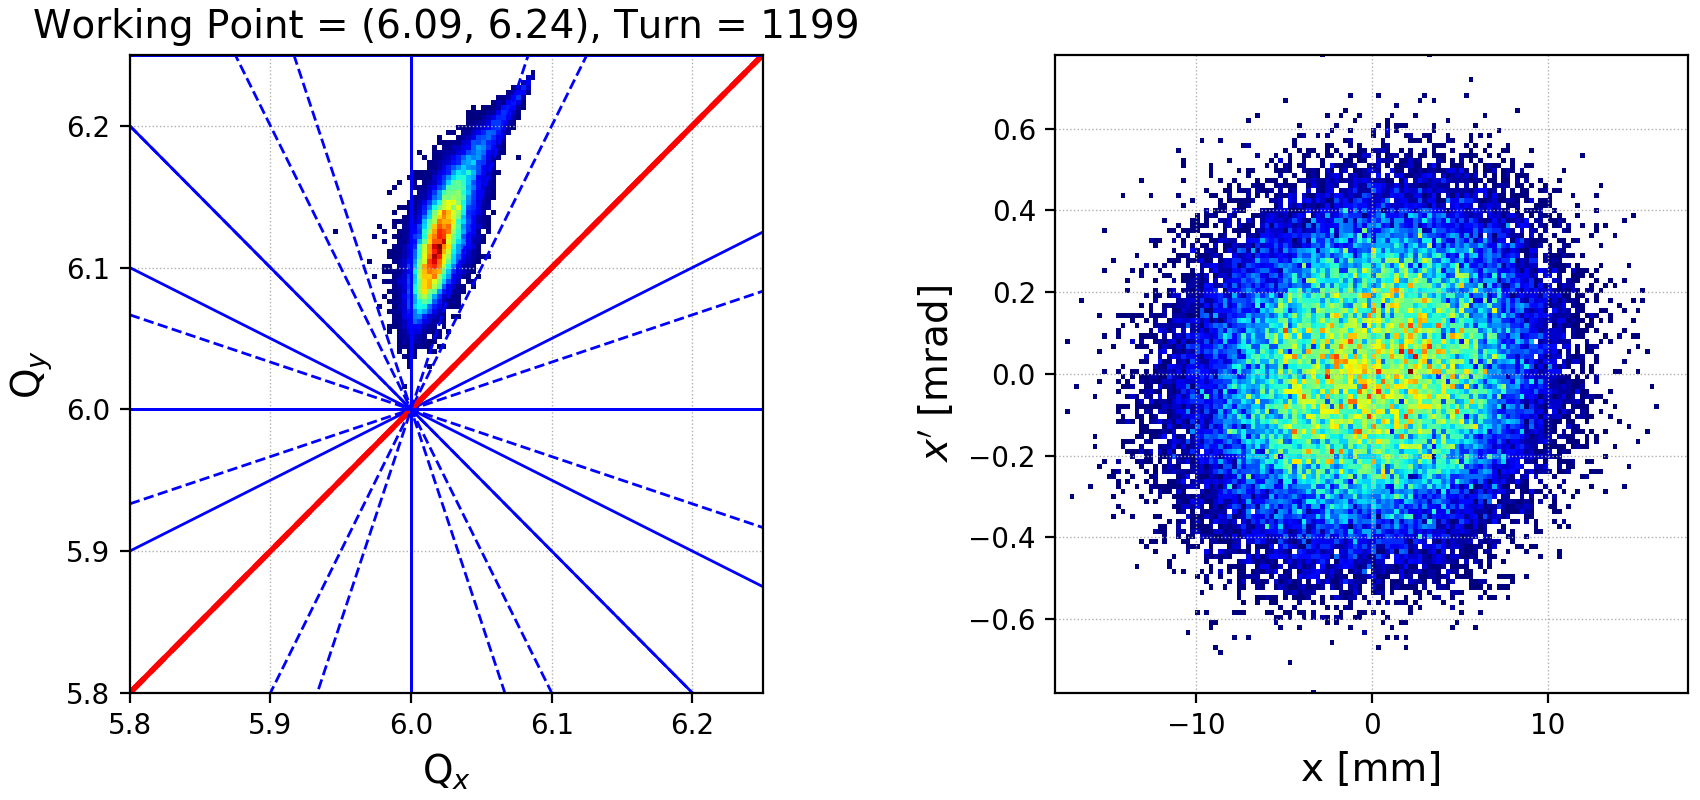 Working Point = (6.09, 6.24), Turn = 1199
6.2
6.1
6.0
5.9
5.8
Qy
5.8 5.9 6.0 6.1 6.2
Qx
0.6
0.4
0.2
0.0
−0.2
−0.4
−0.6
x′ [mrad]
−10 0 10
x [mm]